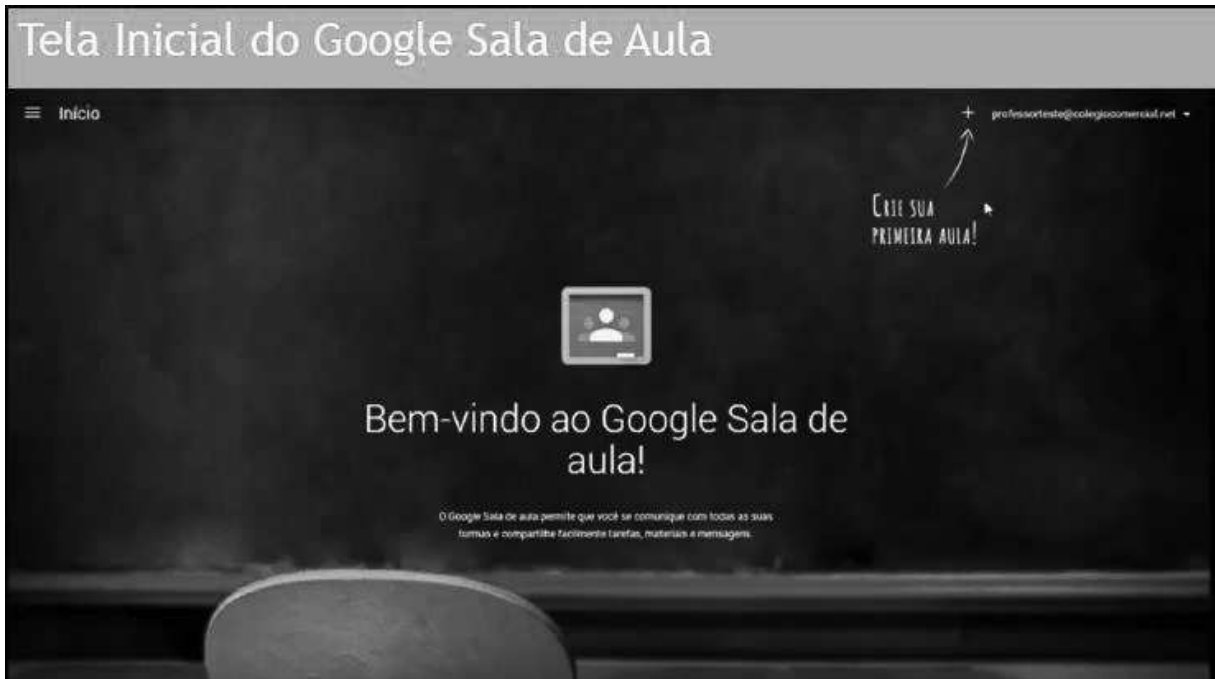 Tela Inicial do Google Sala de Aula
Início
professorteste@colegiocomercial.net
CRIE SUA
PRIMEIRA AULA!
Bem-vindo ao Google Sala de
aula!
O Google Sala de aula permite que você se comunique com todas as suas
turmas e compartilhe facilmente tarefas, materiais e mensagens.